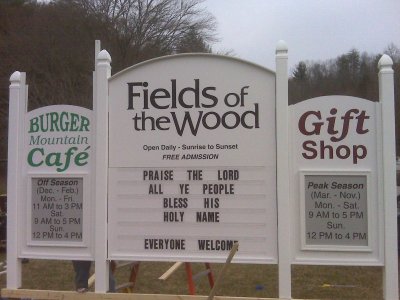 BURGER
Mountain
Café
Off Season
(Dec. - Feb.)
Mon. - Fri.
11 AM to 3 PM
Sat.
9 AM to 5 PM
Sun.
12 PM to 4 PM
Fields of
the Wood
Open Daily - Sunrise to Sunset
FREE ADMISSION
PRAISE THE LORD
ALL YE PEOPLE
BLESS HIS
HOLY NAME
EVERYONE WELCOME
Gift
SHOP
Peak Season
(Mar. - Nov.)
Mon. - Sat.
9 AM to 5 PM
Sun.
12 PM to 4 PM